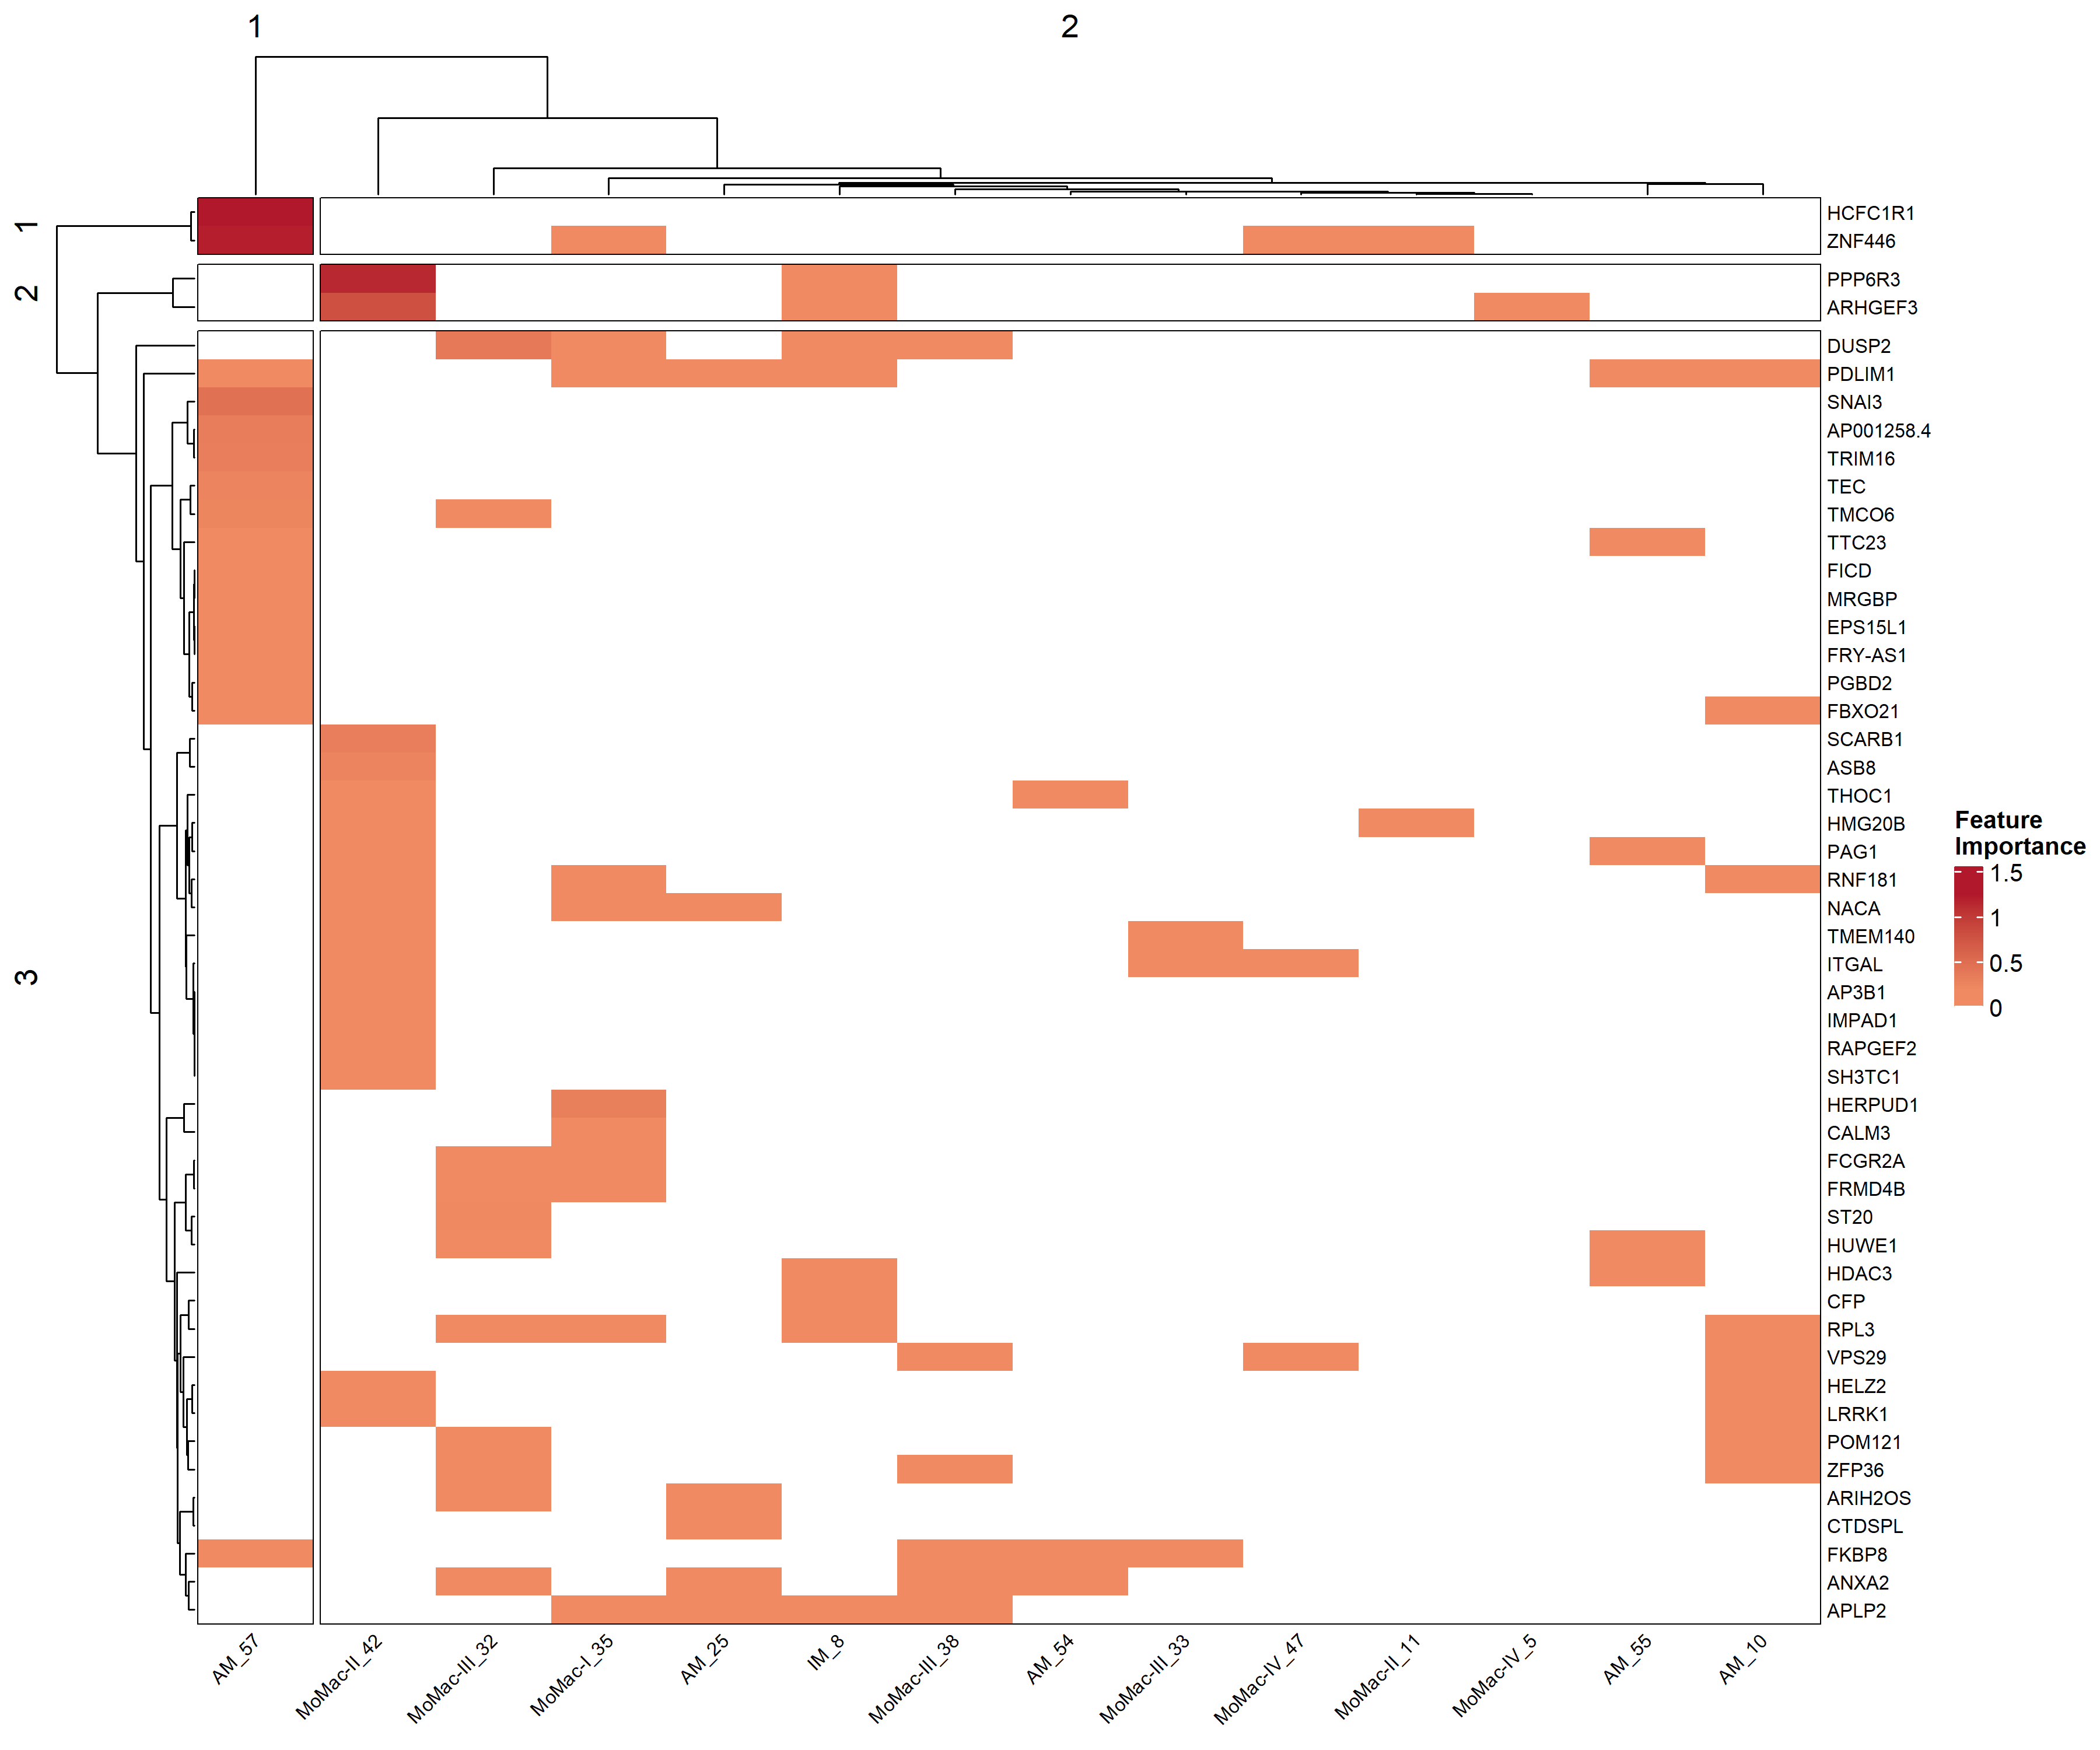 1
2
1
2
3
HCFC1R1
ZNF446
PPP6R3
ARHGEF3
DUSP2
PDLIM1
SNAI3
AP001258.4
TRIM16
TEC
TMCO6
TTC23
FICD
MRGBP
EPS15L1
FRY-AS1
PGBD2
FBXO21
SCARB1
ASB8
THOC1
HMG20B
PAG1
RNF181
NACA
TMEM140
ITGAL
AP3B1
IMPAD1
RAPGEF2
SH3TC1
HERPUD1
CALM3
FCGR2A
FRMD4B
ST20
HUWE1
HDAC3
CFP
RPL3
VPS29
HELZ2
LRRK1
POM121
ZFP36
ARIH2OS
CTDSPL
FKBP8
ANXA2
APLP2
Feature
Importance
1.5
1
0.5
0
AM_57
MoMac-II_42
MoMac-III_32
MoMac-I_35
AM_25
IM_8
MoMac-III_38
AM_54
MoMac-III_33
MoMac-IV_47
MoMac-II_11
MoMac-IV_5
AM_55
AM_10